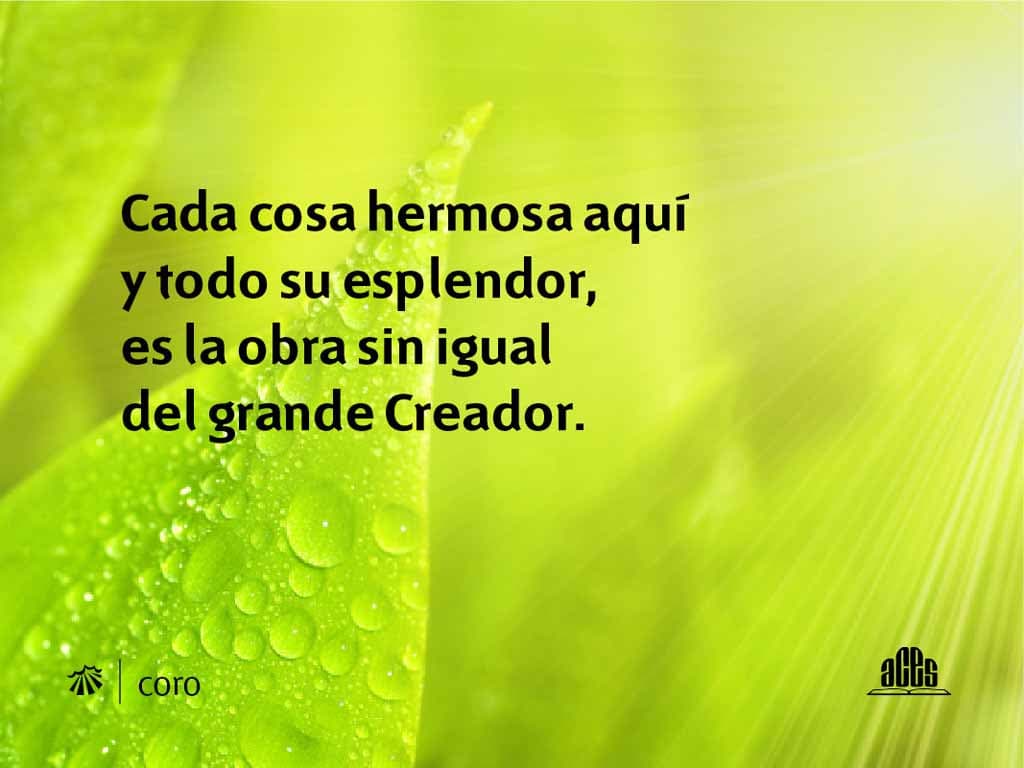 Cada cosa hermosa aquí
y todo su esplendor,
es la obra sin igual
del grande Creador.
coro
aces